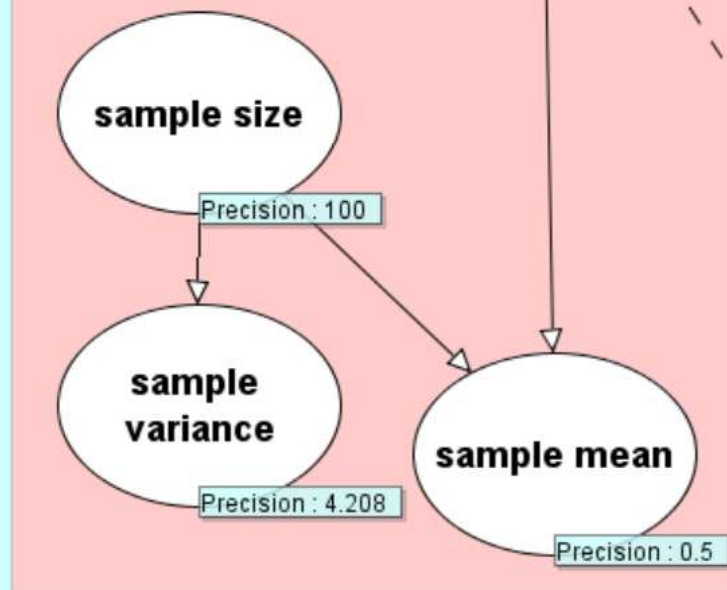 sample size
Precision : 100
sample
variance
Precision : 4.208
sample mean
Precision : 0.5